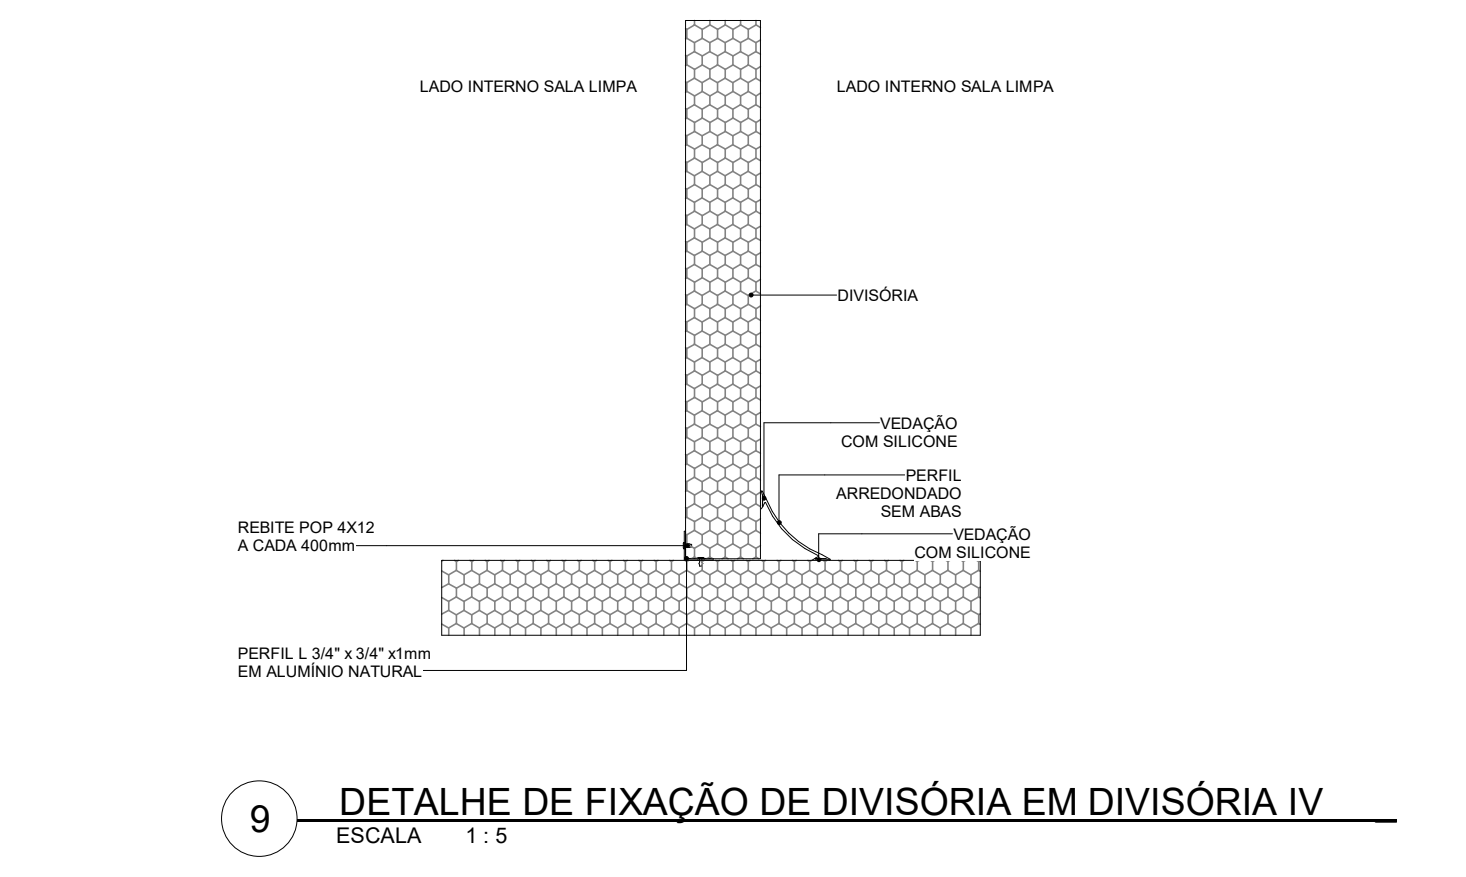 LADO INTERNO SALA LIMPA
LADO INTERNO SALA LIMPA
DIVISÓRIA
VEDAÇÃO
COM SILICONE
PERFIL
ARREDONDADO
SEM ABAS
VEDAÇÃO
COM SILICONE
REBITE POP 4X12
A CADA 400mm
PERFIL L 3/4" x 3/4" x1mm
EM ALUMÍNIO NATURAL
9
DETALHE DE FIXAÇÃO DE DIVISÓRIA EM DIVISÓRIA IV
ESCALA 1 : 5